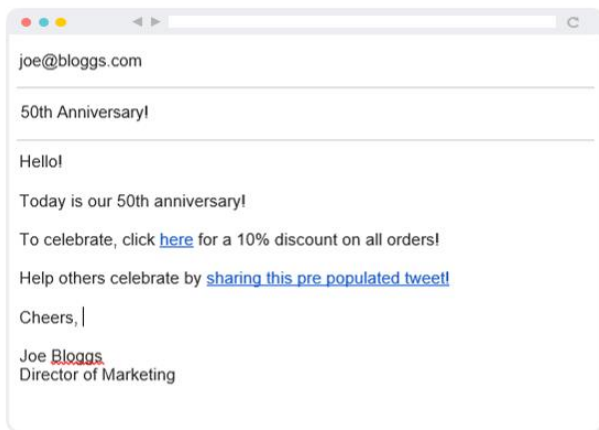 joe@bloggs.com
50th Anniversary!
Hello!
Today is our 50th anniversary!
To celebrate, click here for a 10% discount on all orders!
Help others celebrate by sharing this pre populated tweet!
Cheers,
Joe Bloggs
Director of Marketing